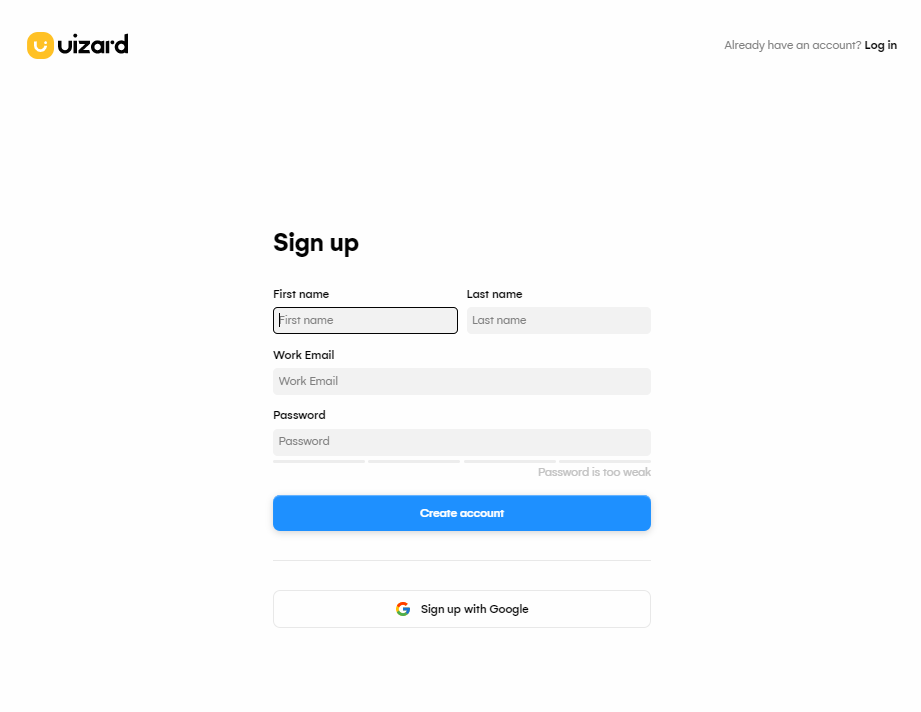 uizard
Already have an account? Log in
Sign up
First name
Last name
First name
Last name
Work Email
Work Email
Password
Password
Password is too weak
Create account
Sign up with Google